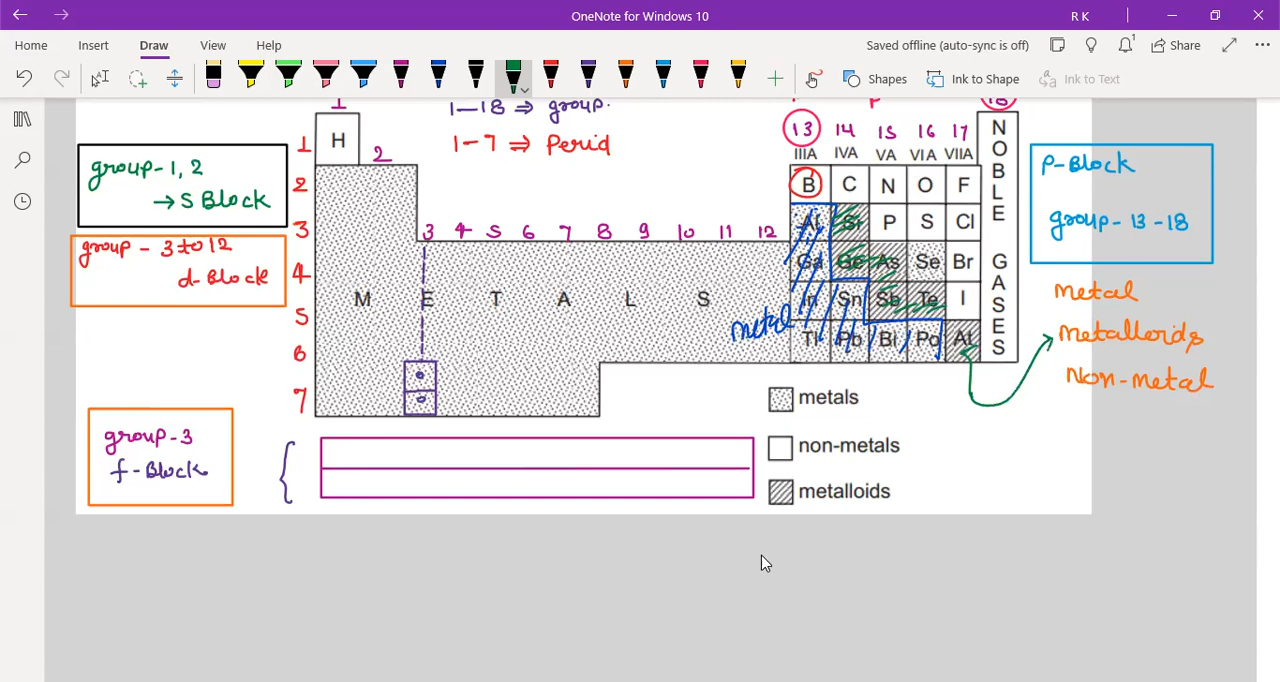 OneNote for Windows 10
R K
Home Insert Draw View Help
Saved offline (auto-sync is off)
1
Share
Shapes
Ink to Shape
Ink to Text
1
1—18 ⇒ group.
1-7 ⇒ Perid
18
13 14 15 16 17
IIIA IVA VA VIA VIIA
1 H
2
group-1, 2
→ S Block
2 B C N O F
3 Al Si P S Cl
3 4 5 6 7 8 9 10 11 12
4 Ga Ge As Se Br
METALS
5 In Sn Sb Te I
6 Tl Pb Bi Po At
7
NOBLE GASES
metal
group - 3 to 12
d-Block
P-Block
group-13-18
metal
metalloids
Non-metal
group-3
f-Block
metals
non-metals
metalloids